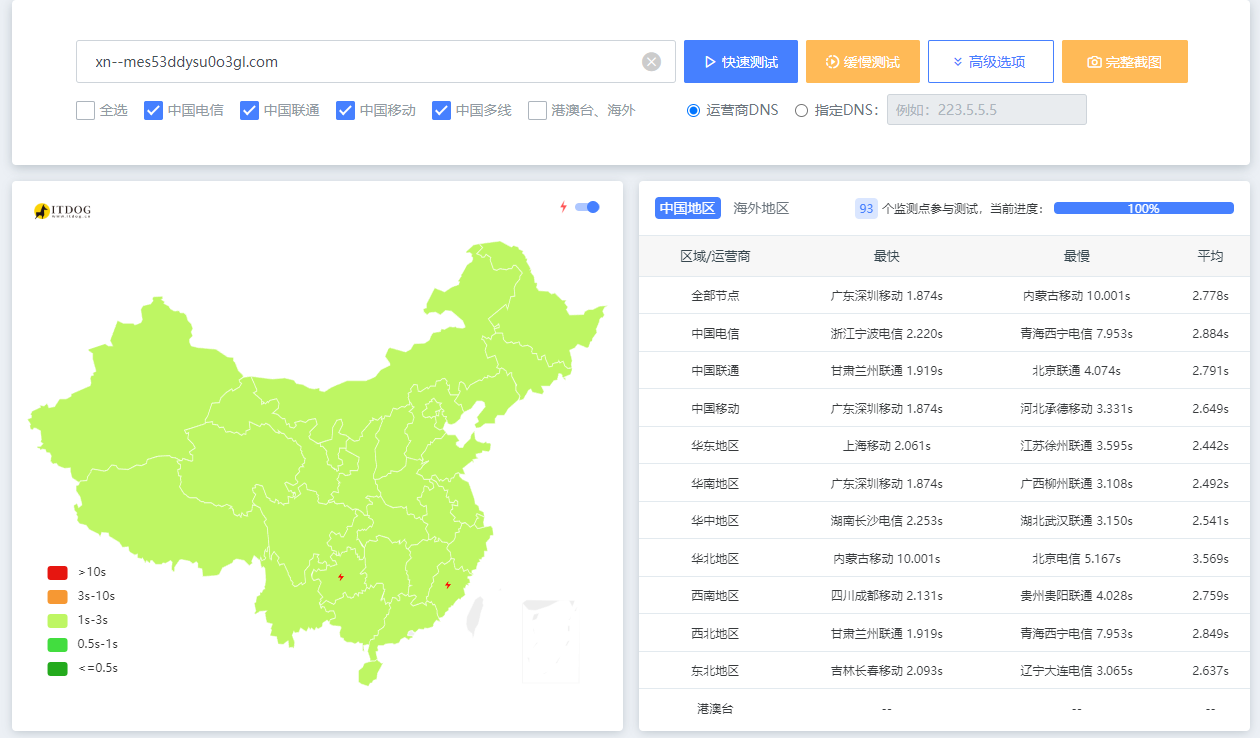 xn--mes53ddysu0o3gl.com
快速测试 缓慢测试 高级选项 完整截图
全选 中国电信 中国联通 中国移动 中国多线 港澳台、海外 运营商DNS 指定DNS: 例如: 223.5.5.5
ITDOG
www.itdog.cn
>10s
3s-10s
1s-3s
0.5s-1s
<=0.5s
中国地区 海外地区 93 个监测点参与测试，当前进度: 100%
区域/运营商 最快 最慢 平均
全部节点 广东深圳移动 1.874s 内蒙古移动 10.001s 2.778s
中国电信 浙江宁波电信 2.220s 青海西宁电信 7.953s 2.884s
中国联通 甘肃兰州联通 1.919s 北京联通 4.074s 2.791s
中国移动 广东深圳移动 1.874s 河北承德移动 3.331s 2.649s
华东地区 上海移动 2.061s 江苏徐州联通 3.595s 2.442s
华南地区 广东深圳移动 1.874s 广西柳州联通 3.108s 2.492s
华中地区 湖南长沙电信 2.253s 湖北武汉联通 3.150s 2.541s
华北地区 内蒙古移动 10.001s 北京电信 5.167s 3.569s
西南地区 四川成都移动 2.131s 贵州贵阳联通 4.028s 2.759s
西北地区 甘肃兰州联通 1.919s 青海西宁电信 7.953s 2.849s
东北地区 吉林长春移动 2.093s 辽宁大连电信 3.065s 2.637s
港澳台 -- -- --